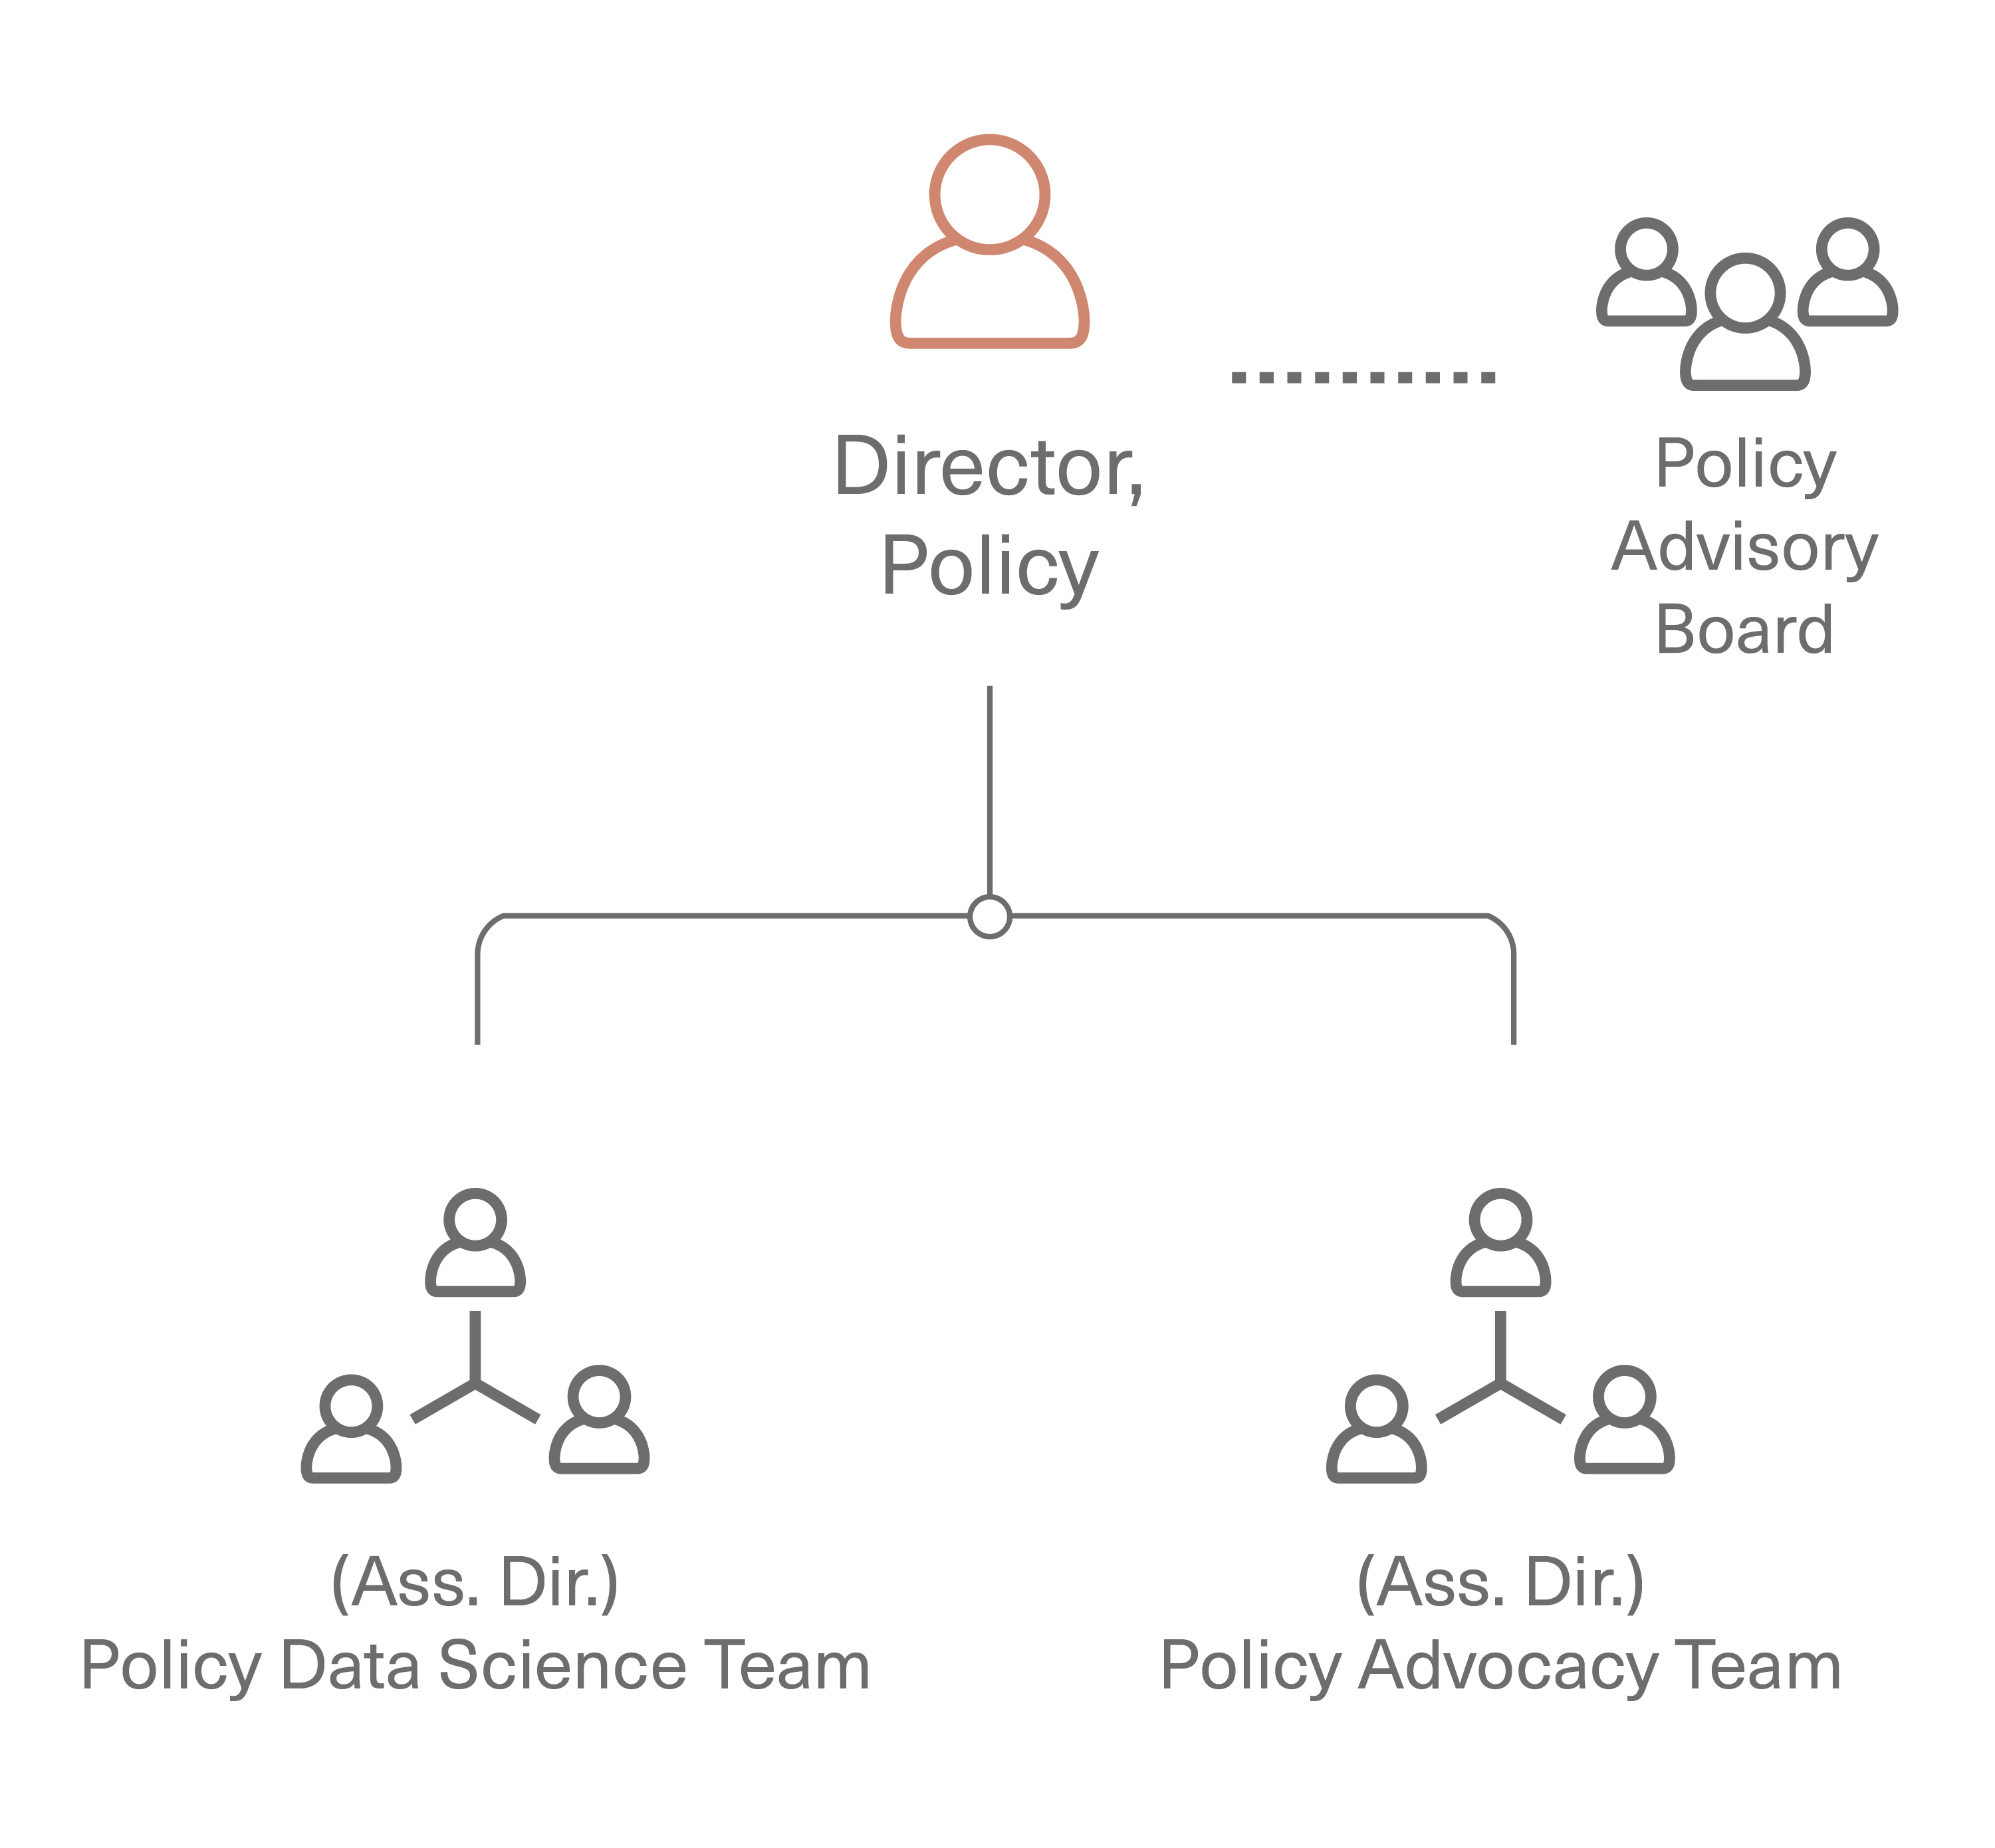 Director,
Policy
Policy
Advisory
Board
(Ass. Dir.)
Policy Data Science Team
(Ass. Dir.)
Policy Advocacy Team